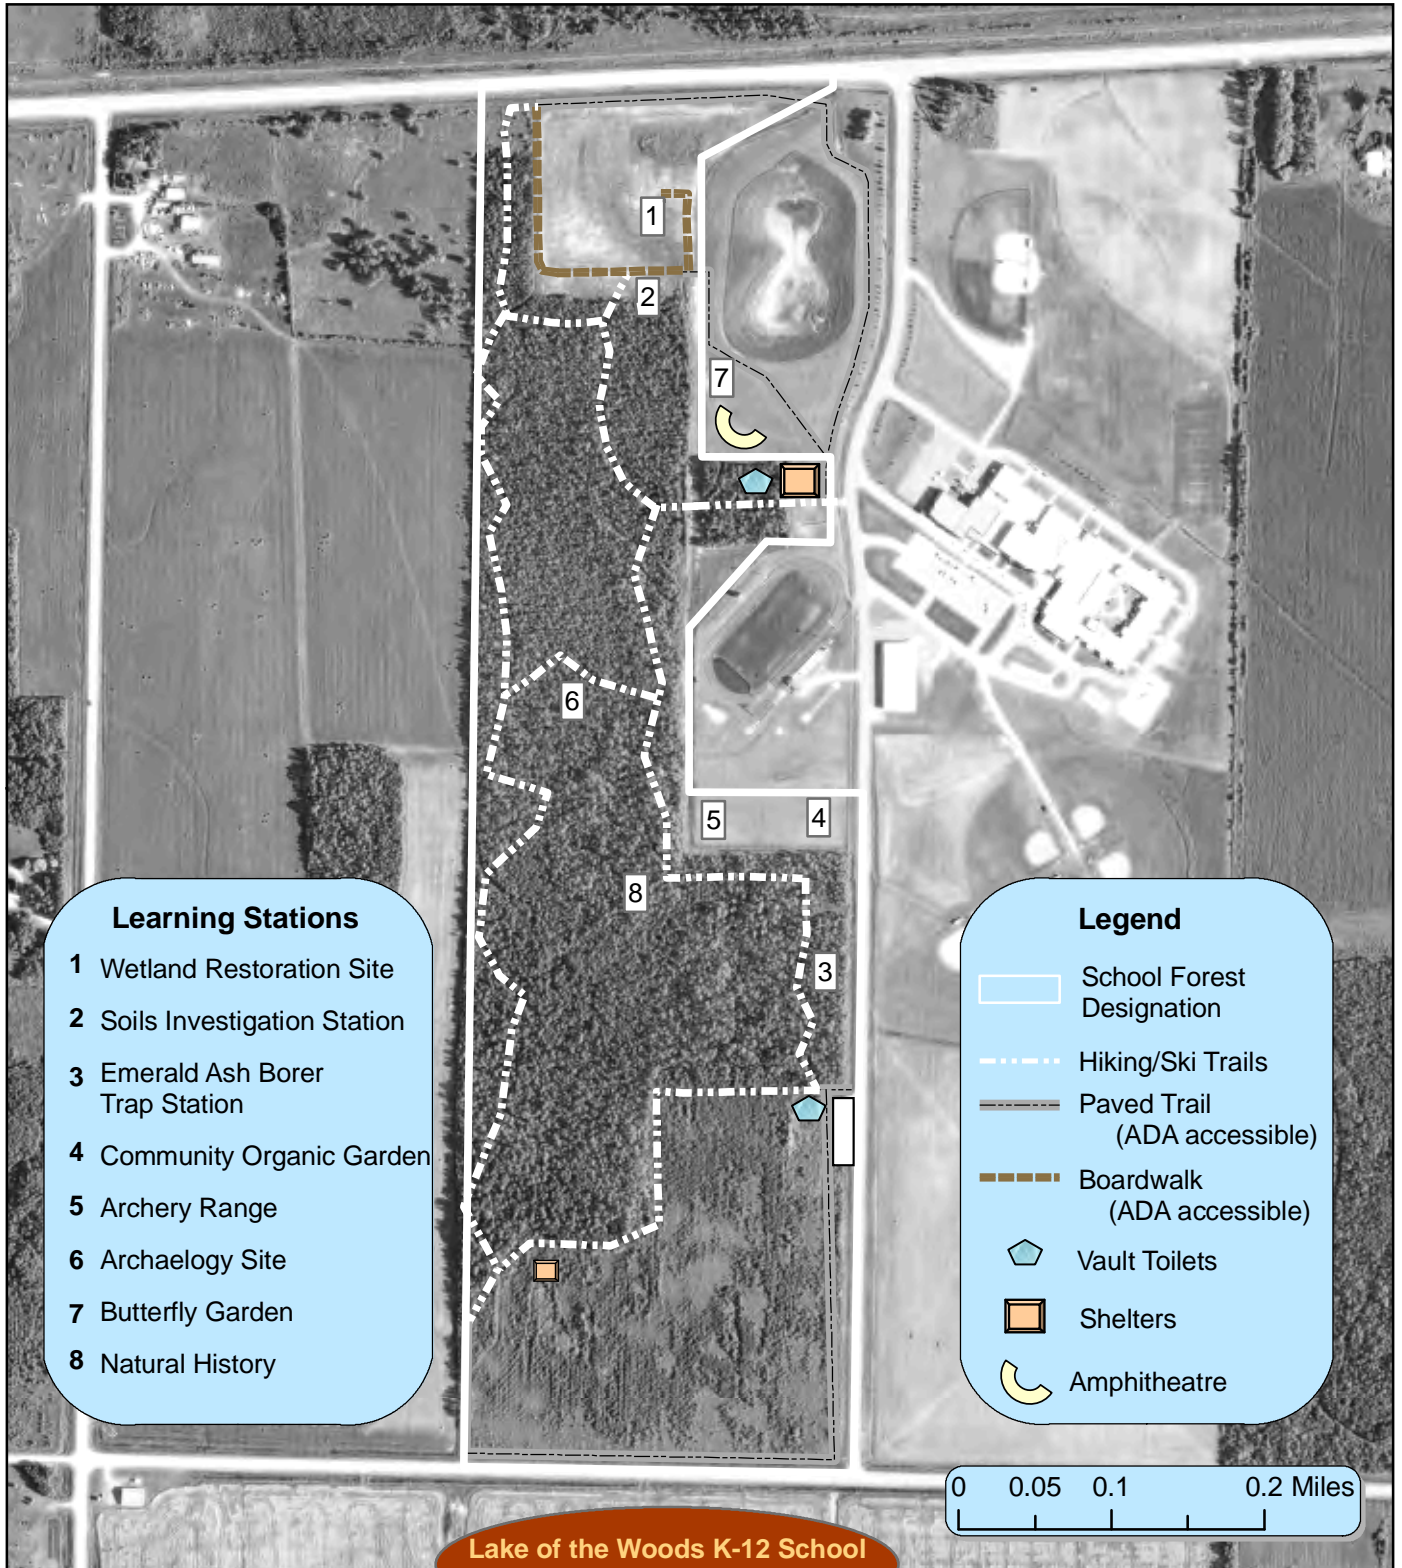 1
2
7
6
5
4
8
3
Learning Stations
1 Wetland Restoration Site
2 Soils Investigation Station
3 Emerald Ash Borer
Trap Station
4 Community Organic Garden
5 Archery Range
6 Archaelogy Site
7 Butterfly Garden
8 Natural History
Legend
School Forest
Designation
Hiking/Ski Trails
Paved Trail
(ADA accessible)
Boardwalk
(ADA accessible)
Vault Toilets
Shelters
Amphitheatre
0 0.05 0.1 0.2 Miles
Lake of the Woods K-12 School